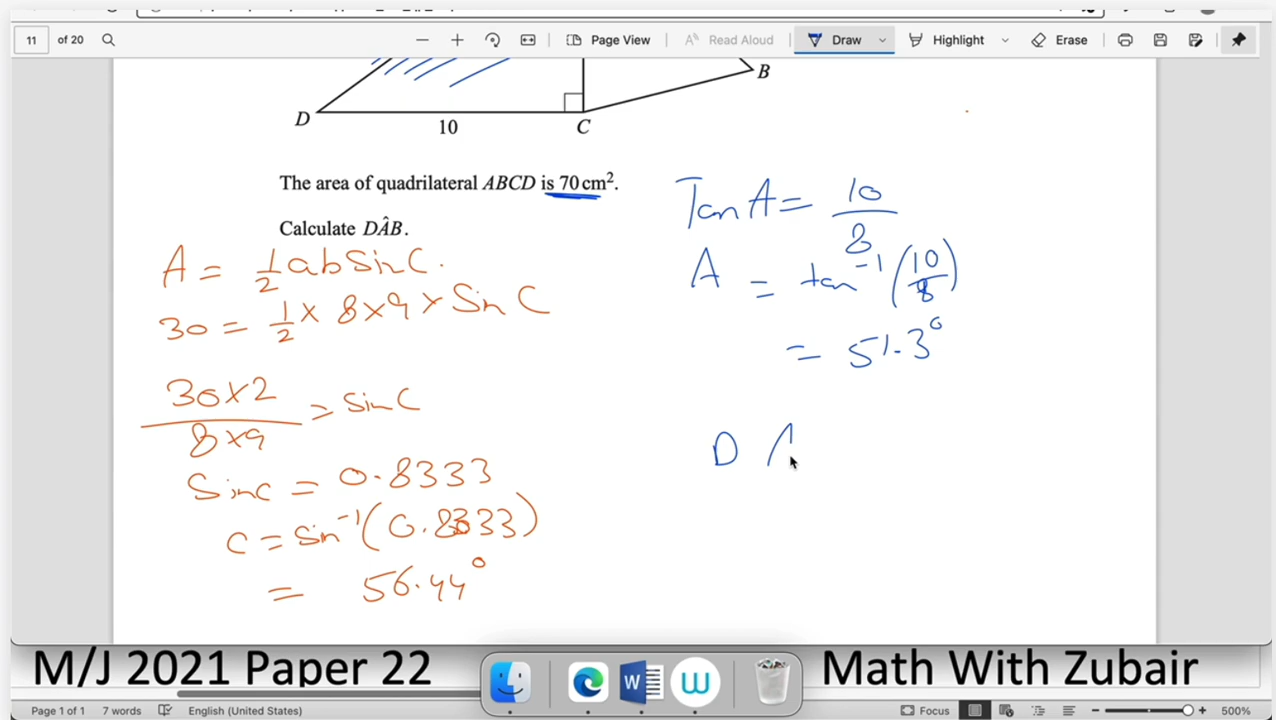 11 of 20 Page View Read Aloud Draw Highlight Erase
B
D
10
C
The area of quadrilateral ABCD is 70 cm².
Calculate DÂB.
A = 1/2 ab Sin C.
30 = 1/2 × 8 × 9 × Sin C
30×2 / 8×9 = Sin C
Sin C = 0.8333
C = Sin⁻¹ (0.8333)
= 56.44°
Tan A = 10/8
A = tan⁻¹ (10/8)
= 51.3°
D
M/J 2021 Paper 22
Math With Zubair
W
Page 1 of 1 7 words English (United States) Focus 500%